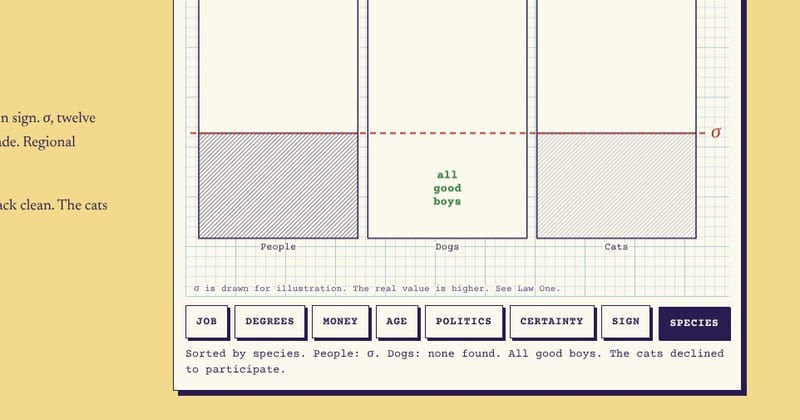 n sign. σ, twelve
de. Regional
ck clean. The cats
σ
all
good
boys
People
Dogs
Cats
σ is drawn for illustration. The real value is higher. See Law One.
JOB
DEGREES
MONEY
AGE
POLITICS
CERTAINTY
SIGN
SPECIES
Sorted by species. People: σ. Dogs: none found. All good boys. The cats declined
to participate.